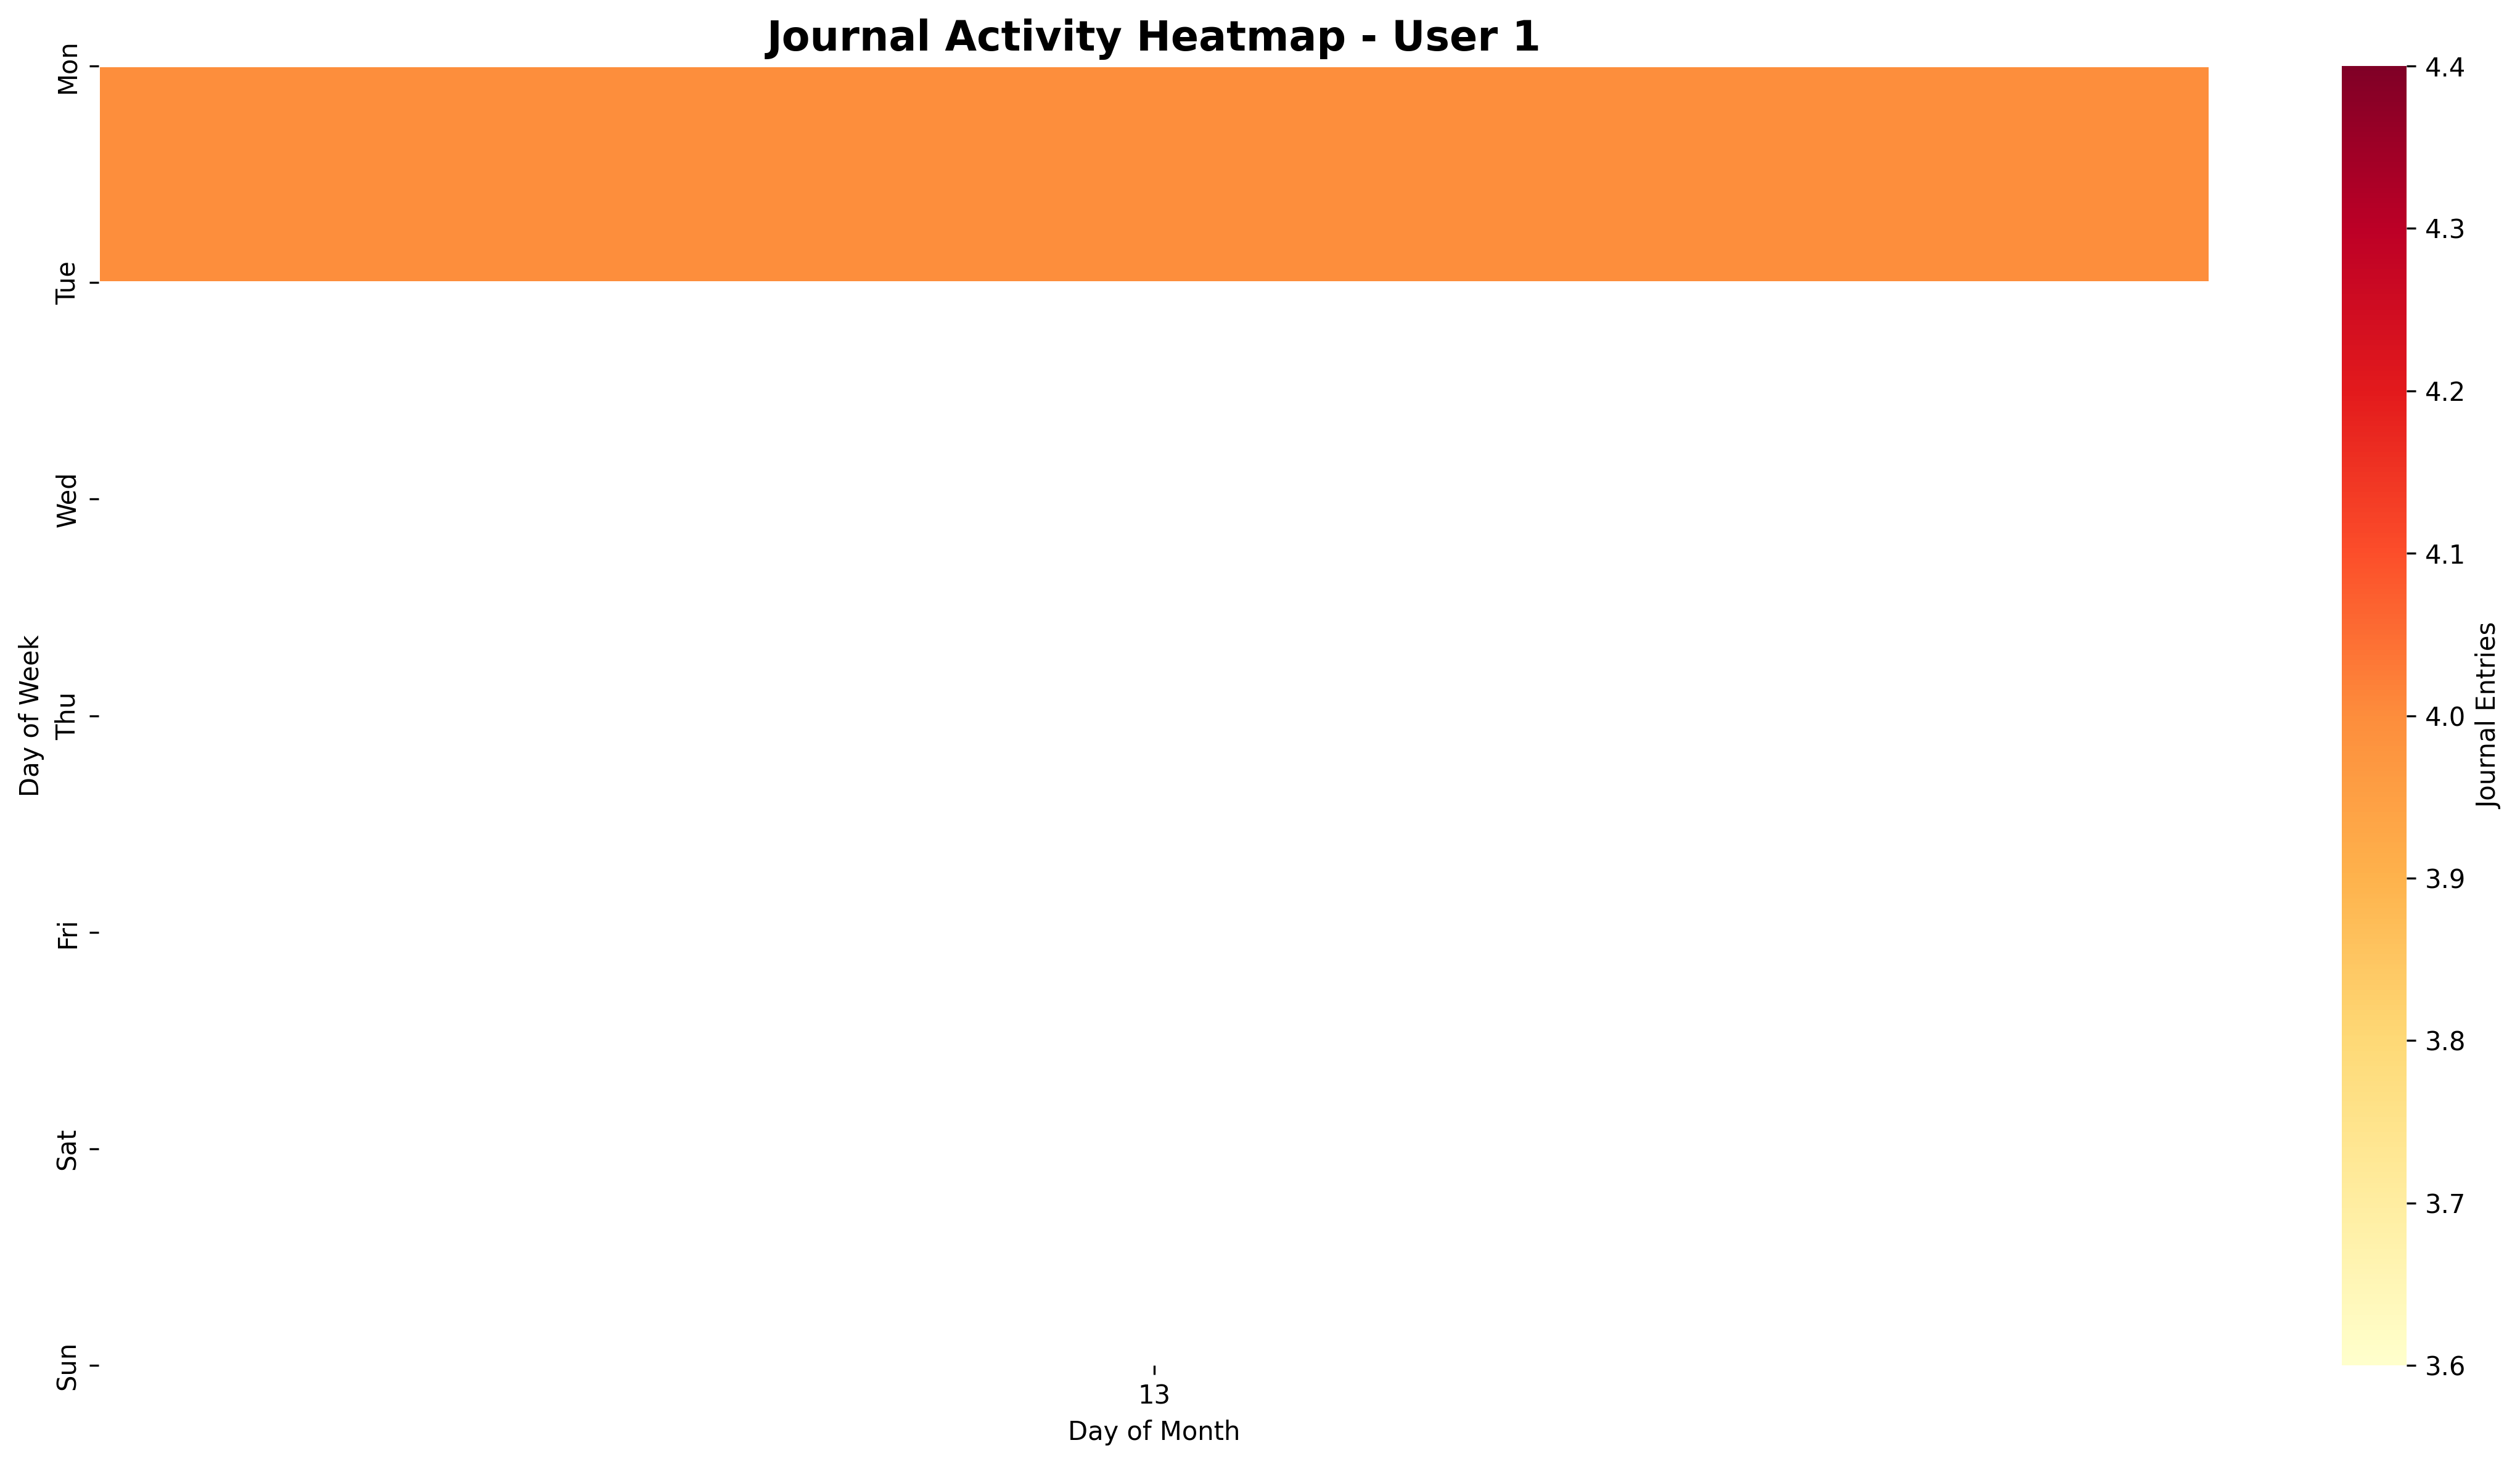 Journal Activity Heatmap - User 1
Mon
Tue
Wed
Thu
Fri
Sat
Sun
Day of Week
13
Day of Month
4.4
4.3
4.2
4.1
4.0
3.9
3.8
3.7
3.6
Journal Entries